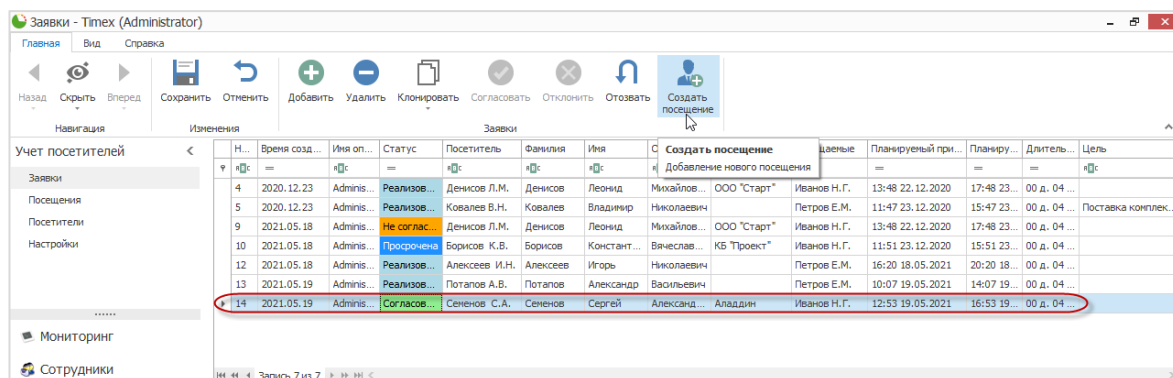 Заявки - Timex (Administrator)
Главная Вид Справка
Назад Скрыть Вперед Сохранить Отменить Добавить Удалить Клонировать Согласовать Отклонить Отозвать Создать посещение
Навигация Изменения Заявки
Учет посетителей
Заявки
Посещения
Посетители
Настройки
Мониторинг
Сотрудники
Н... Время созд... Имя оп... Статус Посетитель Фамилия Имя Планируемый при... Планиру... Длитель... Цель
Создать посещение
Добавление нового посещения
4 2020.12.23 Adminis... Реализов... Денисов Л.М. Денисов Леонид Михайлов... ООО "Старт" Иванов Н.Г. 13:48 22.12.2020 17:48 23... 00 д. 04 ...
5 2020.12.23 Adminis... Реализов... Ковалев В.Н. Ковалев Владимир Николаевич Петров Е.М. 11:47 23.12.2020 15:47 23... 00 д. 04 ... Поставка комплек...
9 2021.05.18 Adminis... Не соглас... Денисов Л.М. Денисов Леонид Михайлов... ООО "Старт" Иванов Н.Г. 13:48 22.12.2020 17:48 23... 00 д. 04 ...
10 2021.05.18 Adminis... Просрочена Борисов К.В. Борисов Констант... Вячеслав... КБ "Проект" Иванов Н.Г. 11:51 23.12.2020 15:51 23... 00 д. 04 ...
12 2021.05.18 Adminis... Реализов... Алексеев И.Н. Алексеев Игорь Николаевич Петров Е.М. 16:20 18.05.2021 20:20 18... 00 д. 04 ...
13 2021.05.19 Adminis... Реализов... Потапов А.В. Потапов Александр Васильевич Петров Е.М. 10:07 19.05.2021 14:07 19... 00 д. 04 ...
14 2021.05.19 Adminis... Согласов... Семенов С.А. Семенов Сергей Александ... Аладдин Иванов Н.Г. 12:53 19.05.2021 16:53 19... 00 д. 04 ...
Запись 7 из 7